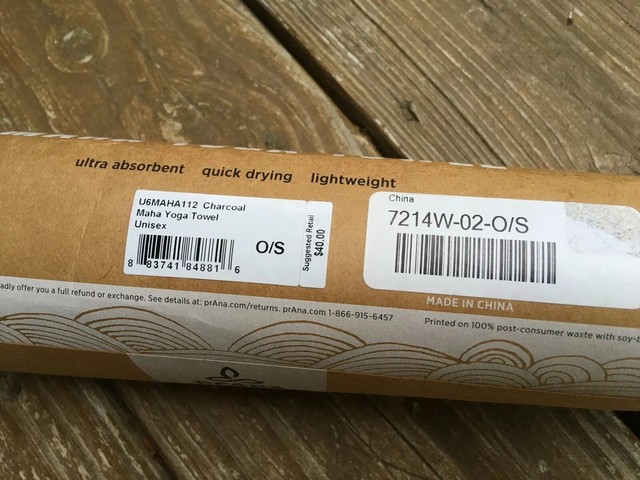 ultra absorbent quick drying lightweight
U6MAHA112 Charcoal
Maha Yoga Towel
Unisex
O/S
Suggested Retail
$40.00
8 83741 84881 6
China
7214W-02-O/S
MADE IN CHINA
adly offer you a full refund or exchange. See details at: prAna.com/returns. prAna.com 1-866-915-6457
Printed on 100% post-consumer waste with soy-b